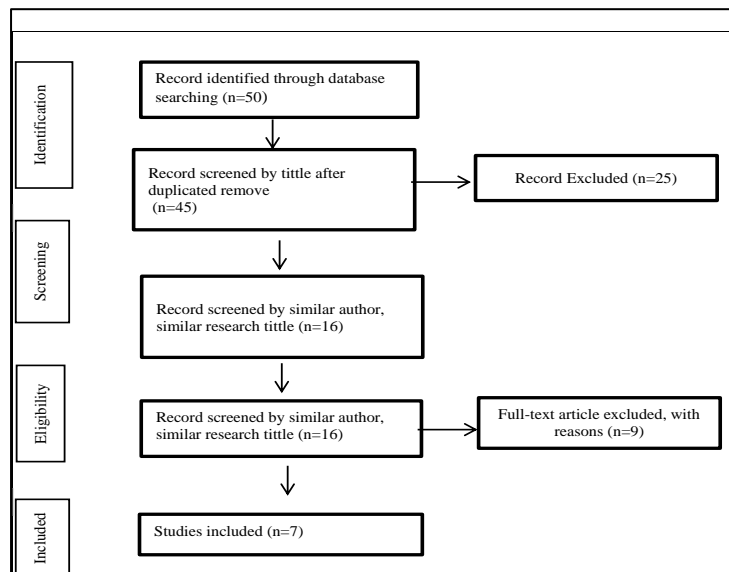 Identification
Record identified through database
searching (n=50)
Record screened by tittle after
duplicated remove
(n=45)
Record Excluded (n=25)
Screening
Record screened by similar author,
similar research tittle (n=16)
Eligibility
Record screened by similar author,
similar research tittle (n=16)
Full-text article excluded, with
reasons (n=9)
Included
Studies included (n=7)